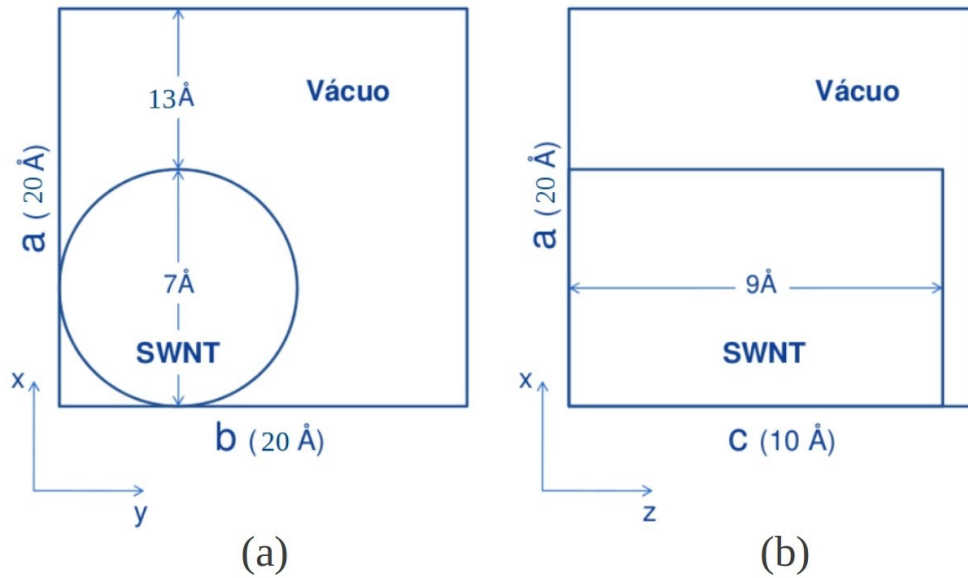 13Å
Vácuo
a (20 Å)
7Å
SWNT
x
b (20 Å)
y
(a)
Vácuo
a (20 Å)
9Å
SWNT
x
c (10 Å)
z
(b)